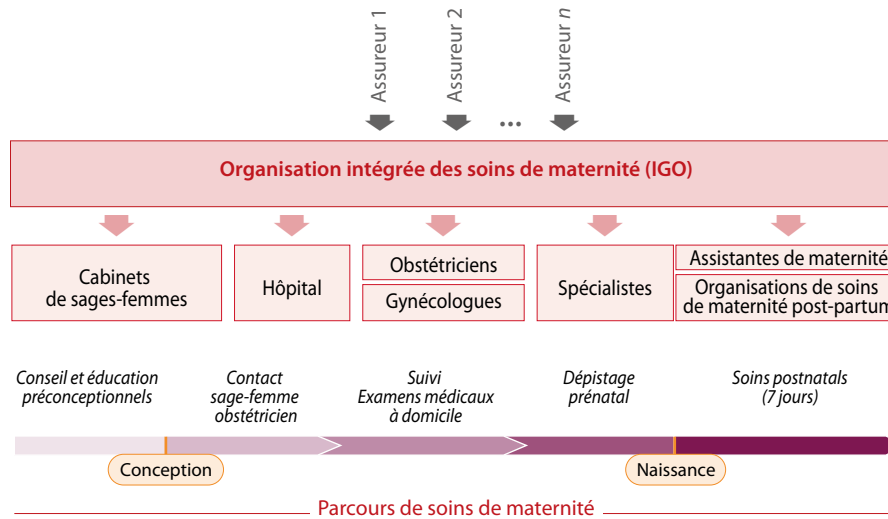 Assureur 1
Assureur 2
...
Assureur n
Organisation intégrée des soins de maternité (IGO)
Cabinets
de sages-femmes
Hôpital
Obstétriciens
Gynécologues
Spécialistes
Assistantes de maternité
Organisations de soins
de maternité post-partum
Conseil et éducation
préconceptionnels
Contact
sage-femme
obstétricien
Suivi
Examens médicaux
à domicile
Dépistage
prénatal
Soins postnatals
(7 jours)
Conception
Naissance
Parcours de soins de maternité